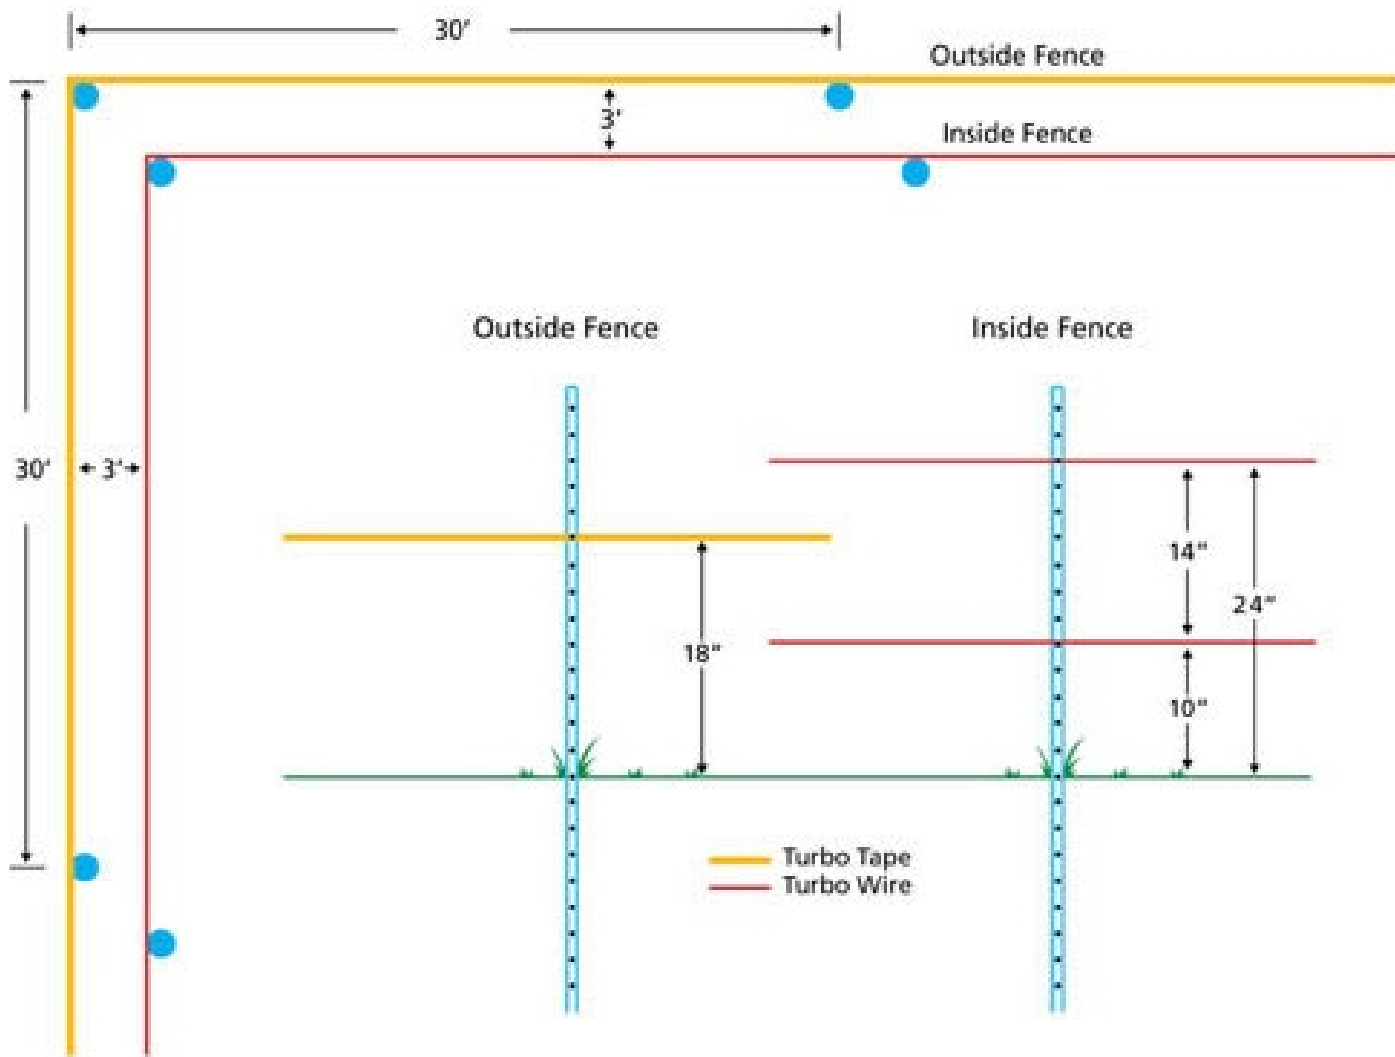 30'
Outside Fence
3'
Inside Fence
Outside Fence
Inside Fence
30'
3'
14"
24"
18"
10"
Turbo Tape
Turbo Wire